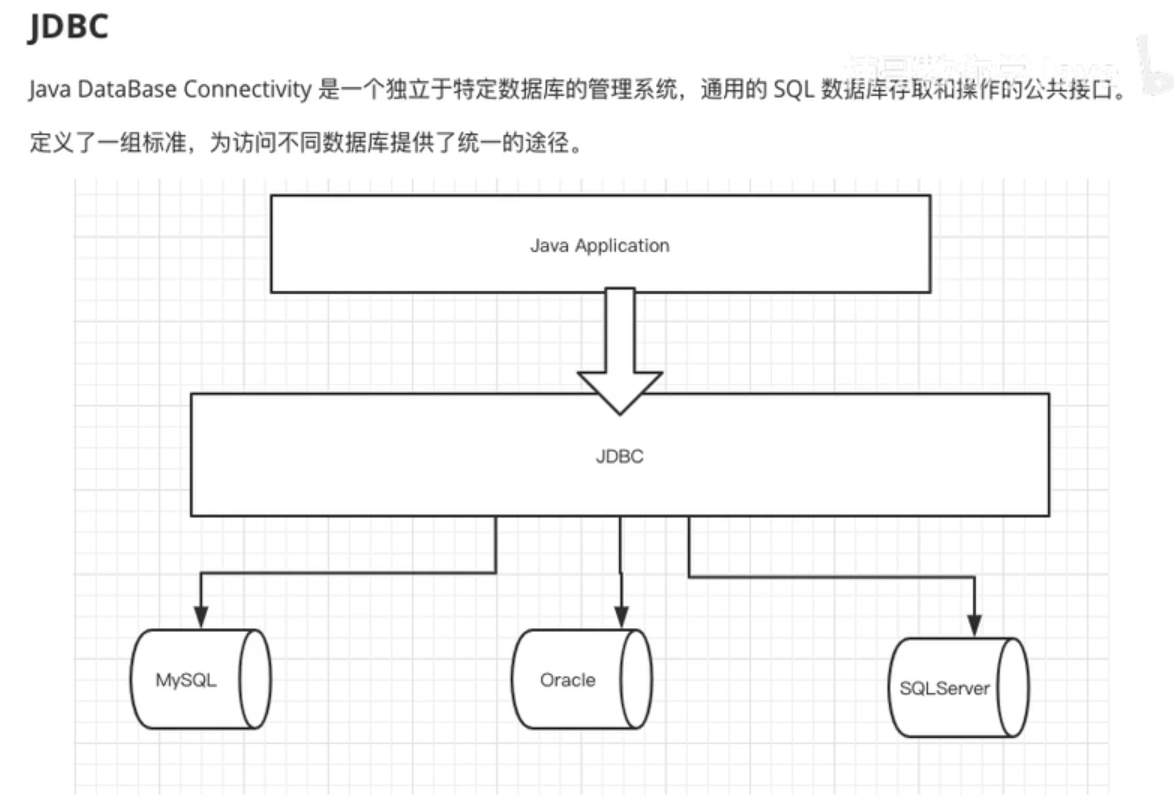 JDBC
Java DataBase Connectivity 是一个独立于特定数据库的管理系统，通用的 SQL 数据库存取和操作的公共接口。
定义了一组标准，为访问不同数据库提供了统一的途径。
Java Application
JDBC
MySQL
Oracle
SQLServer